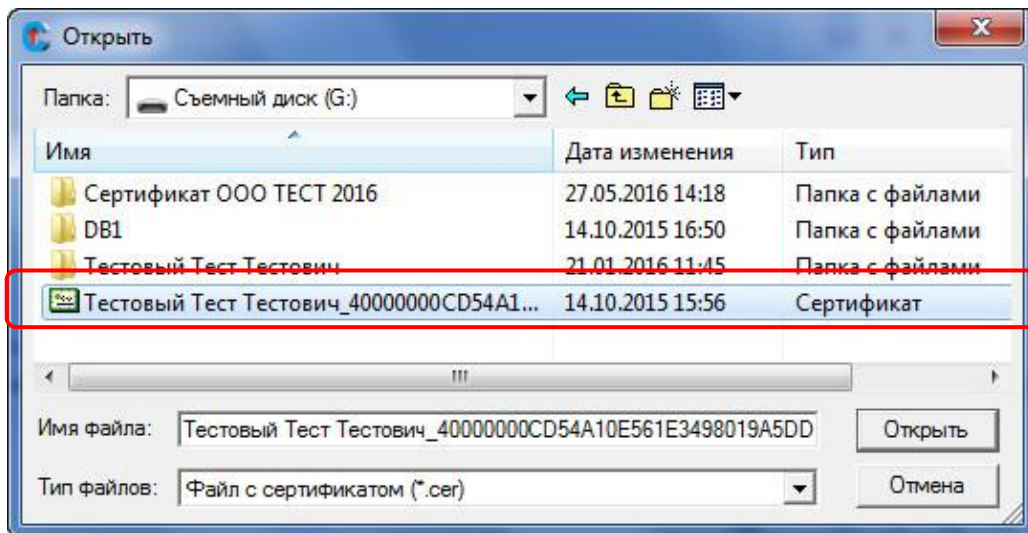 Открыть
Папка: Съемный диск (G:)
Имя Дата изменения Тип
Сертификат ООО ТЕСТ 2016 27.05.2016 14:18 Папка с файлами
DB1 14.10.2015 16:50 Папка с файлами
Тестовый Тест Тестович 21.01.2016 11:45 Папка с файлами
Тестовый Тест Тестович_40000000CD54A1... 14.10.2015 15:56 Сертификат
Имя файла: Тестовый Тест Тестович_40000000CD54A10E561E3498019A5DD Открыть
Тип файлов: Файл с сертификатом (*.cer) Отмена